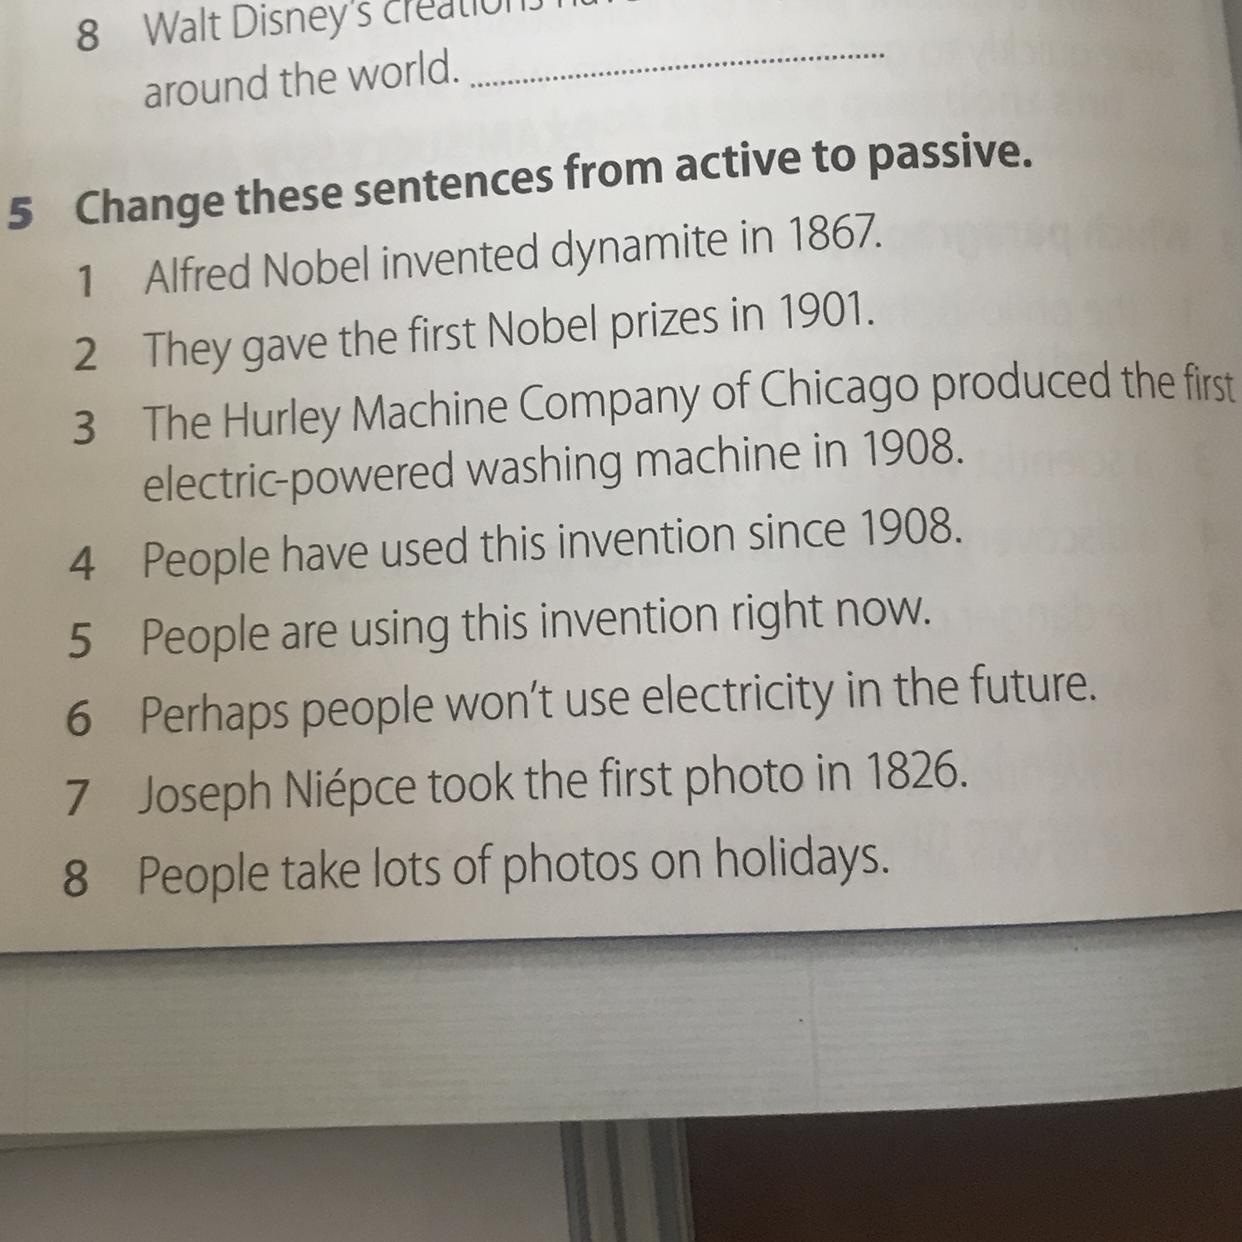 8 Walt Disney's creations
around the world.
5 Change these sentences from active to passive.
1 Alfred Nobel invented dynamite in 1867.
2 They gave the first Nobel prizes in 1901.
3 The Hurley Machine Company of Chicago produced the first
electric-powered washing machine in 1908.
4 People have used this invention since 1908.
5 People are using this invention right now.
6 Perhaps people won't use electricity in the future.
7 Joseph Niépce took the first photo in 1826.
8 People take lots of photos on holidays.